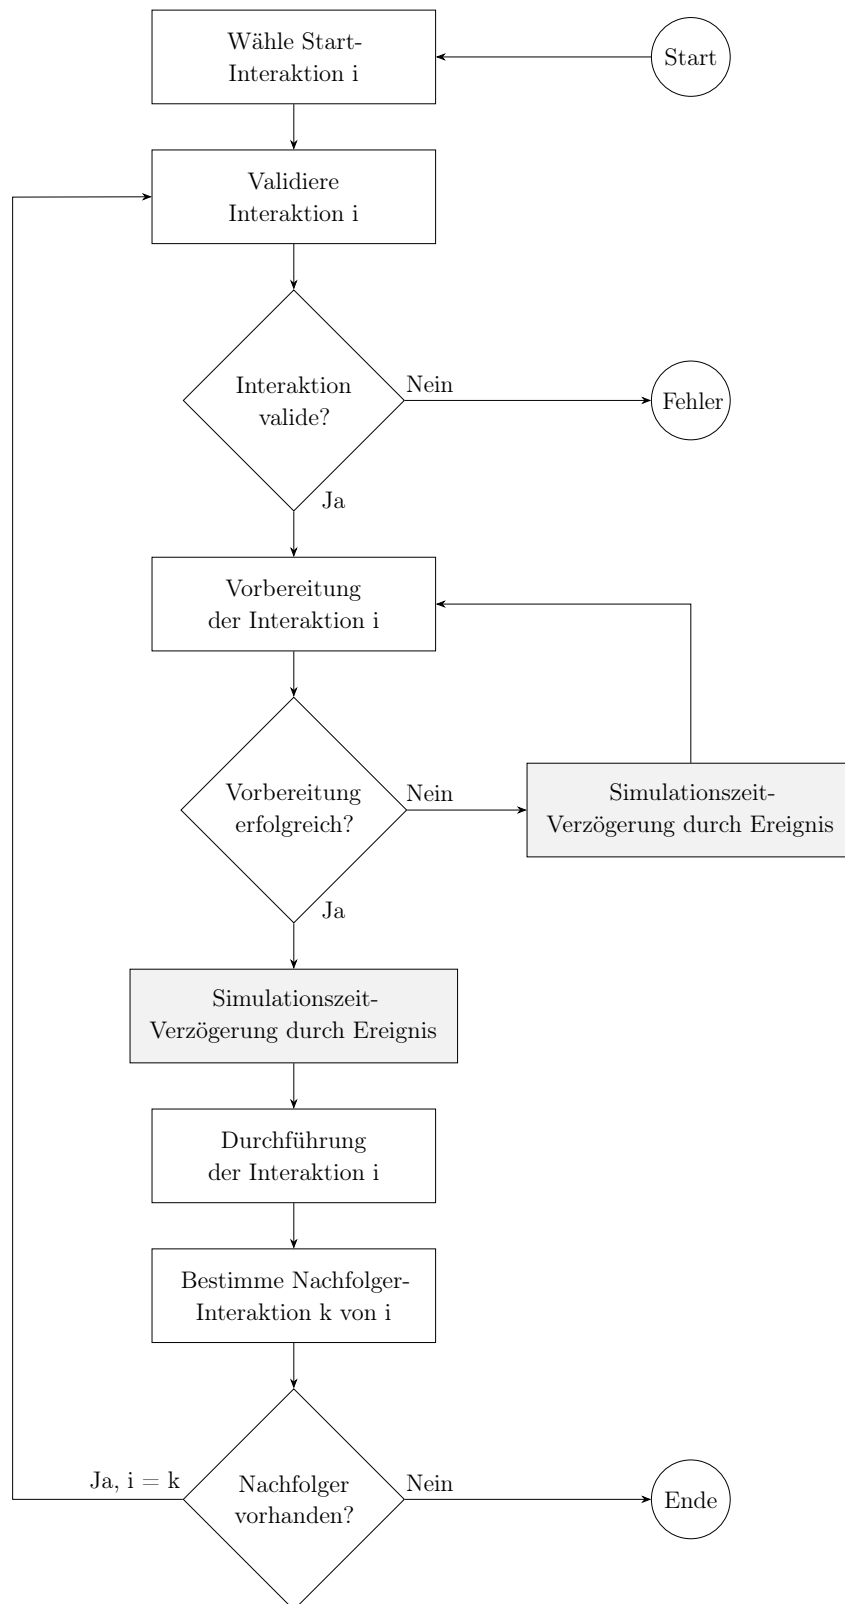 Wähle Start-
Interaktion i
Start
Validiere
Interaktion i
Interaktion
valide?
Nein
Fehler
Ja
Vorbereitung
der Interaktion i
Vorbereitung
erfolgreich?
Nein
Simulationszeit-
Verzögerung durch Ereignis
Ja
Simulationszeit-
Verzögerung durch Ereignis
Durchführung
der Interaktion i
Bestimme Nachfolger-
Interaktion k von i
Nachfolger
vorhanden?
Ja, i = k
Nein
Ende